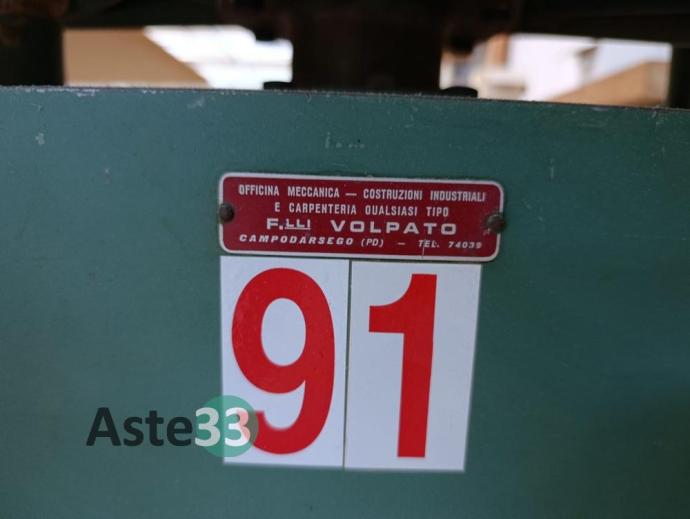 OFFICINA MECCANICA — COSTRUZIONI INDUSTRIALI
E CARPENTERIA QUALSIASI TIPO
F.LLI VOLPATO
CAMPODARSEGO (PD) — TEL. 74039
91
Aste33